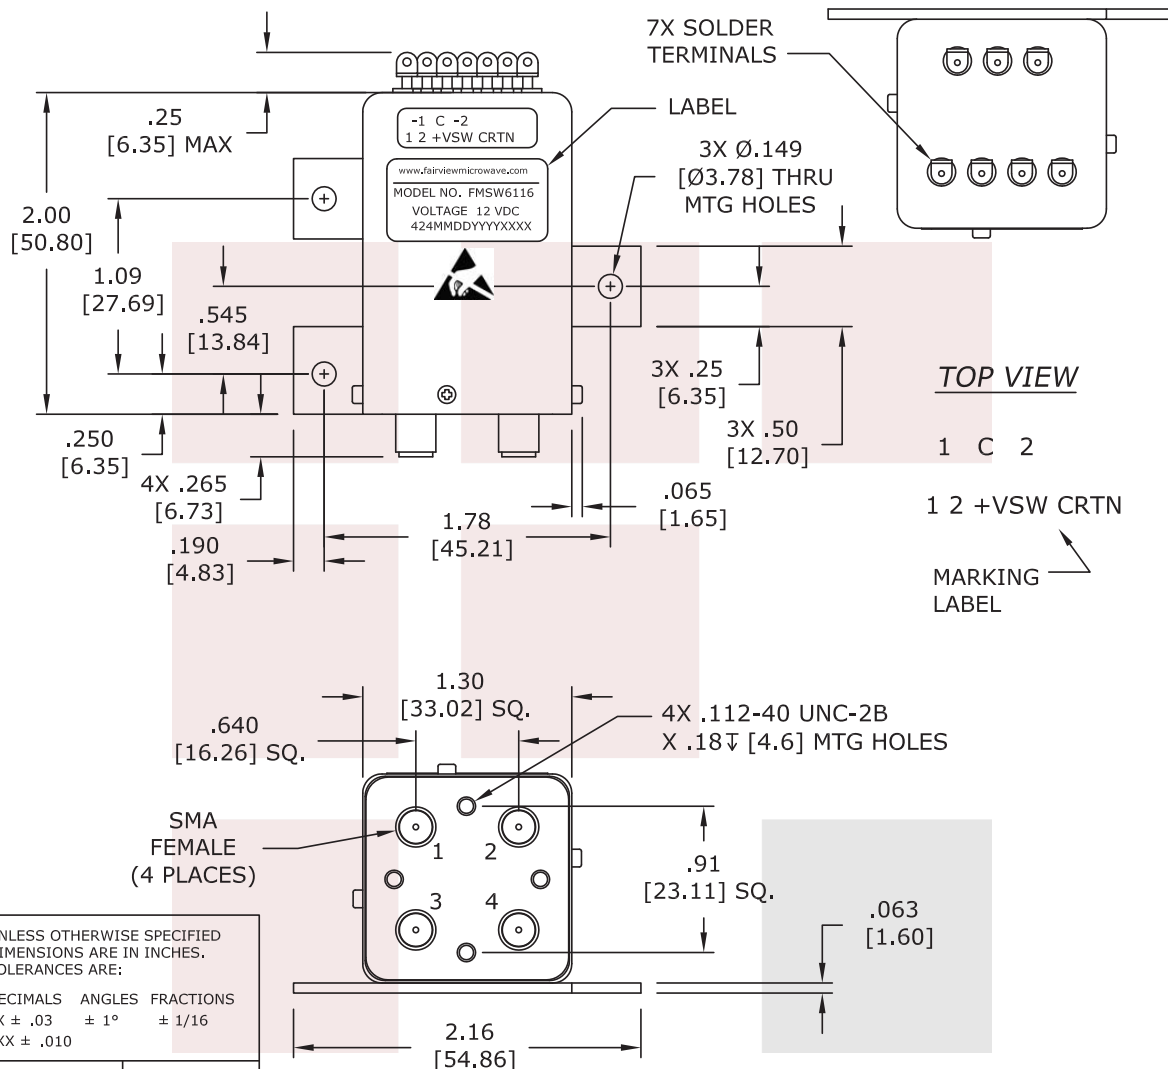 7X SOLDER
TERMINALS
LABEL
.25
[6.35] MAX
-1 C -2
1 2 +VSW CRTN
www.fairviewmicrowave.com
MODEL NO. FMSW6116
VOLTAGE 12 VDC
424MMDDYYYYXXXX
3X Ø.149
[Ø3.78] THRU
MTG HOLES
2.00
[50.80]
1.09
[27.69]
.545
[13.84]
3X .25
[6.35]
3X .50
[12.70]
TOP VIEW
1 C 2
1 2 +VSW CRTN
MARKING
LABEL
.250
[6.35]
4X .265
[6.73]
.065
[1.65]
1.78
[45.21]
.190
[4.83]
1.30
[33.02] SQ.
.640
[16.26] SQ.
4X .112-40 UNC-2B
X .18↧ [4.6] MTG HOLES
SMA
FEMALE
(4 PLACES)
1 2
3 4
.91
[23.11] SQ.
.063
[1.60]
2.16
[54.86]
NLESS OTHERWISE SPECIFIED
IMENSIONS ARE IN INCHES.
OLERANCES ARE:
ECIMALS ANGLES FRACTIONS
X ± .03 ± 1° ± 1/16
XX ± .010